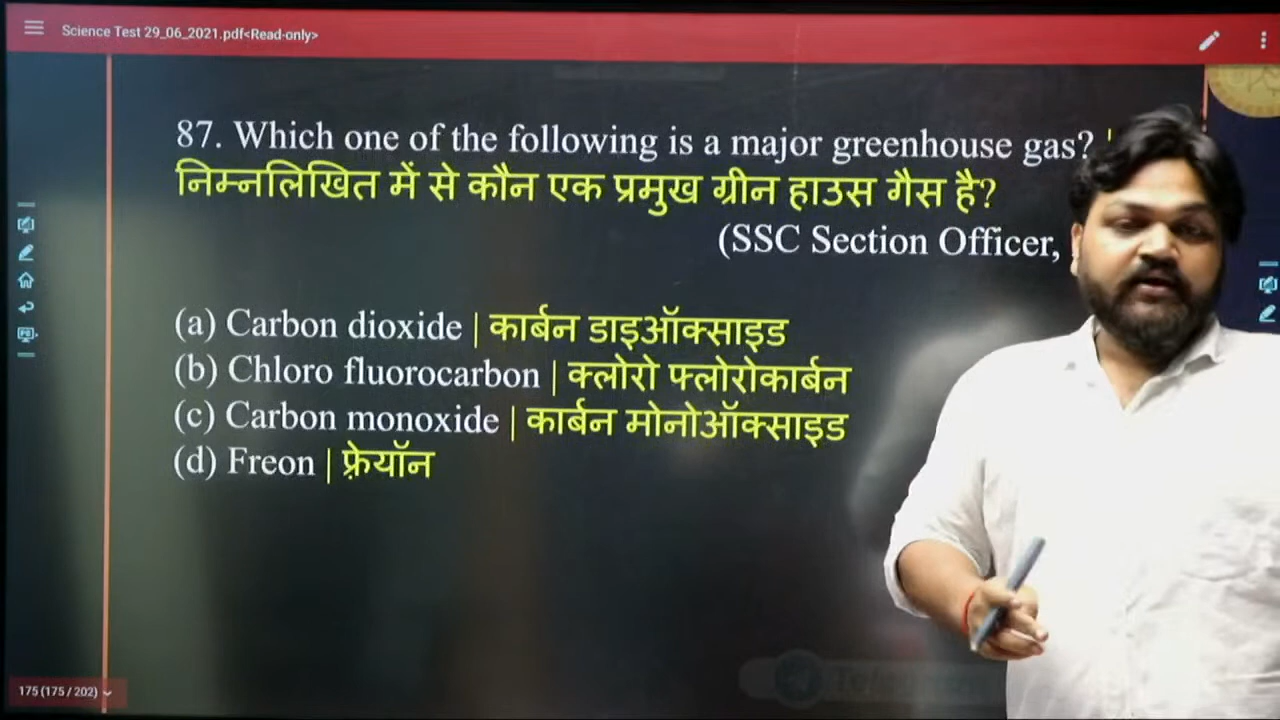 Science Test 29_06_2021.pdf<Read-only>
87. Which one of the following is a major greenhouse gas? |
निम्नलिखित में से कौन एक प्रमुख ग्रीन हाउस गैस है?
(SSC Section Officer,
(a) Carbon dioxide | कार्बन डाइऑक्साइड
(b) Chloro fluorocarbon | क्लोरो फ्लोरोकार्बन
(c) Carbon monoxide | कार्बन मोनोऑक्साइड
(d) Freon | फ़्रेयॉन
175 (175 / 202)